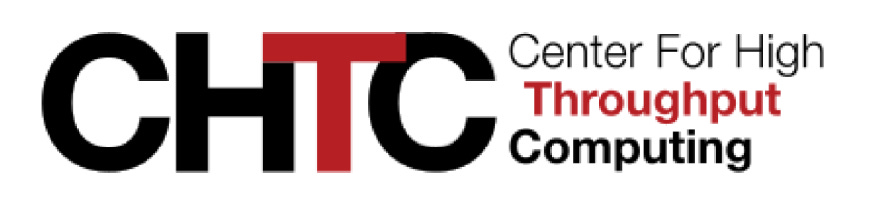 CHTC
Center For High
Throughput
Computing